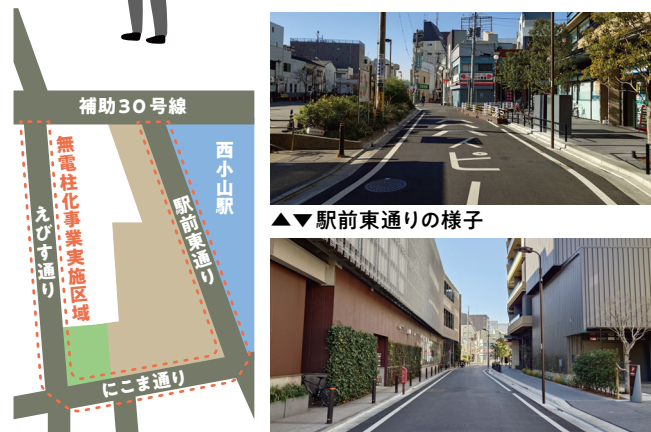 補助30号線
無電柱化事業実施区域
西小山駅
えびす通り
駅前東通り
にこま通り
▲▼駅前東通りの様子